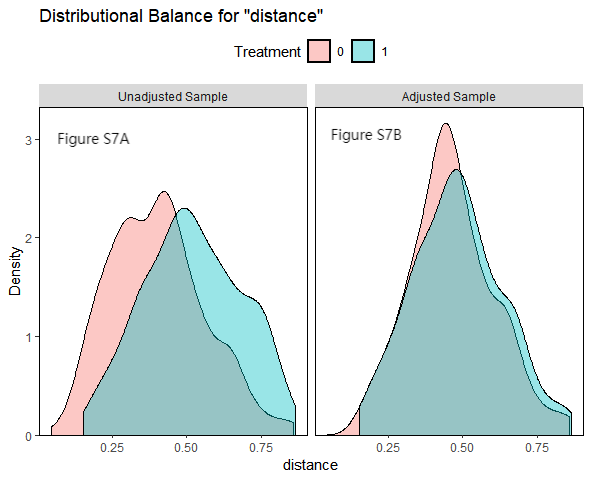 Distributional Balance for "distance"
Treatment 0 1
Unadjusted Sample
Adjusted Sample
Figure S7A
Figure S7B
Density
3
2
1
0
0.25 0.50 0.75
0.25 0.50 0.75
distance